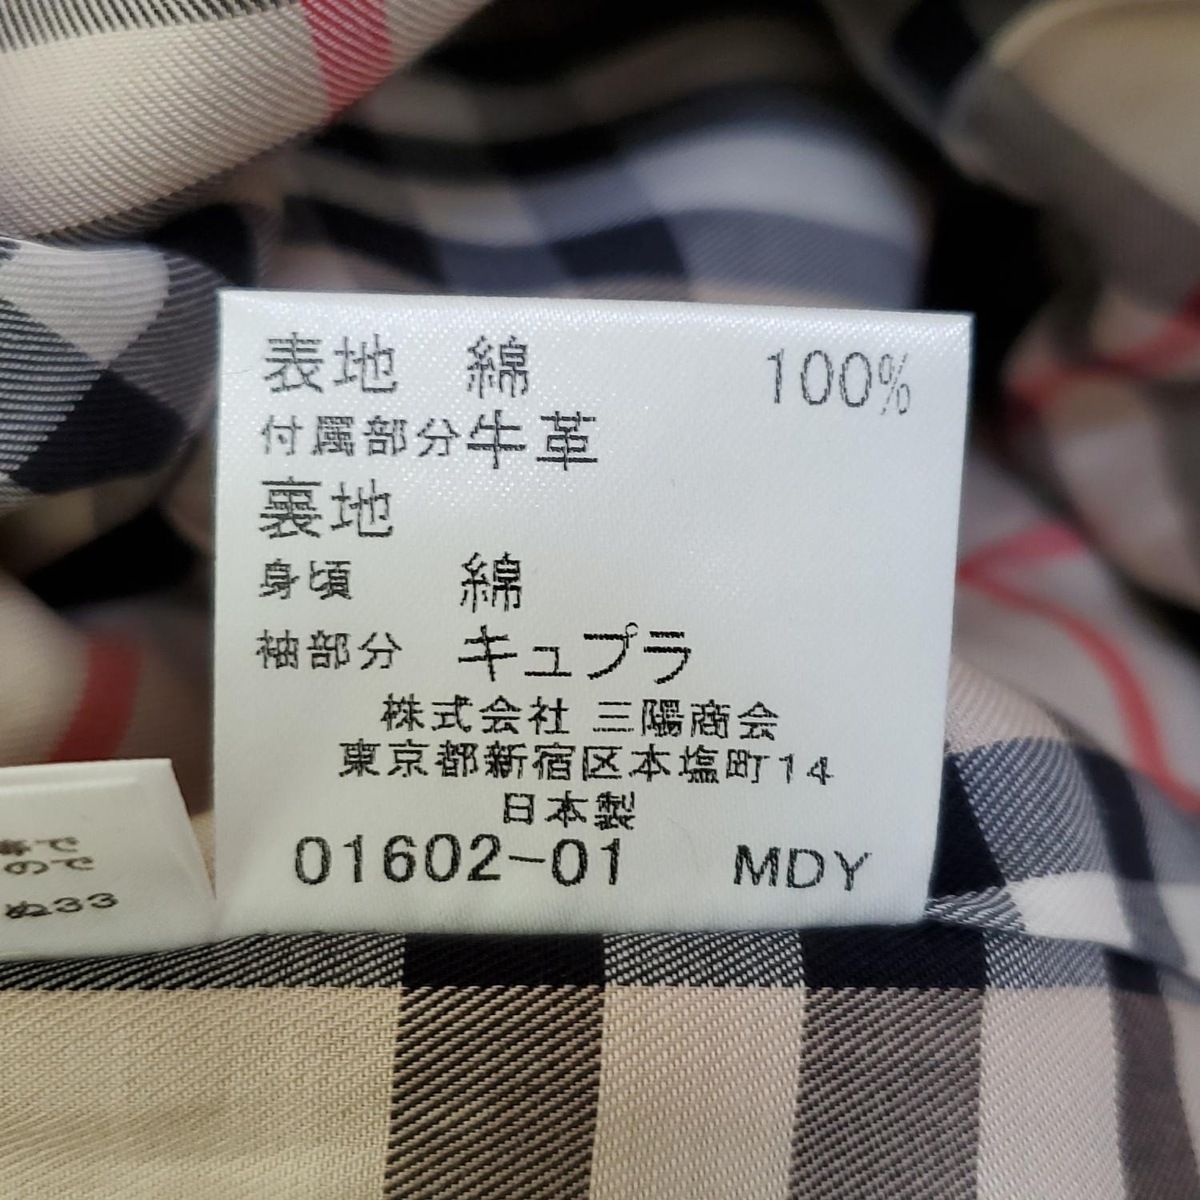 表地 綿 100%
付属部分 牛革
裏地
身頃 綿
袖部分 キュプラ
株式会社 三陽商会
東京都新宿区本塩町14
日本製
01602-01 MDY
ので
ぬ33